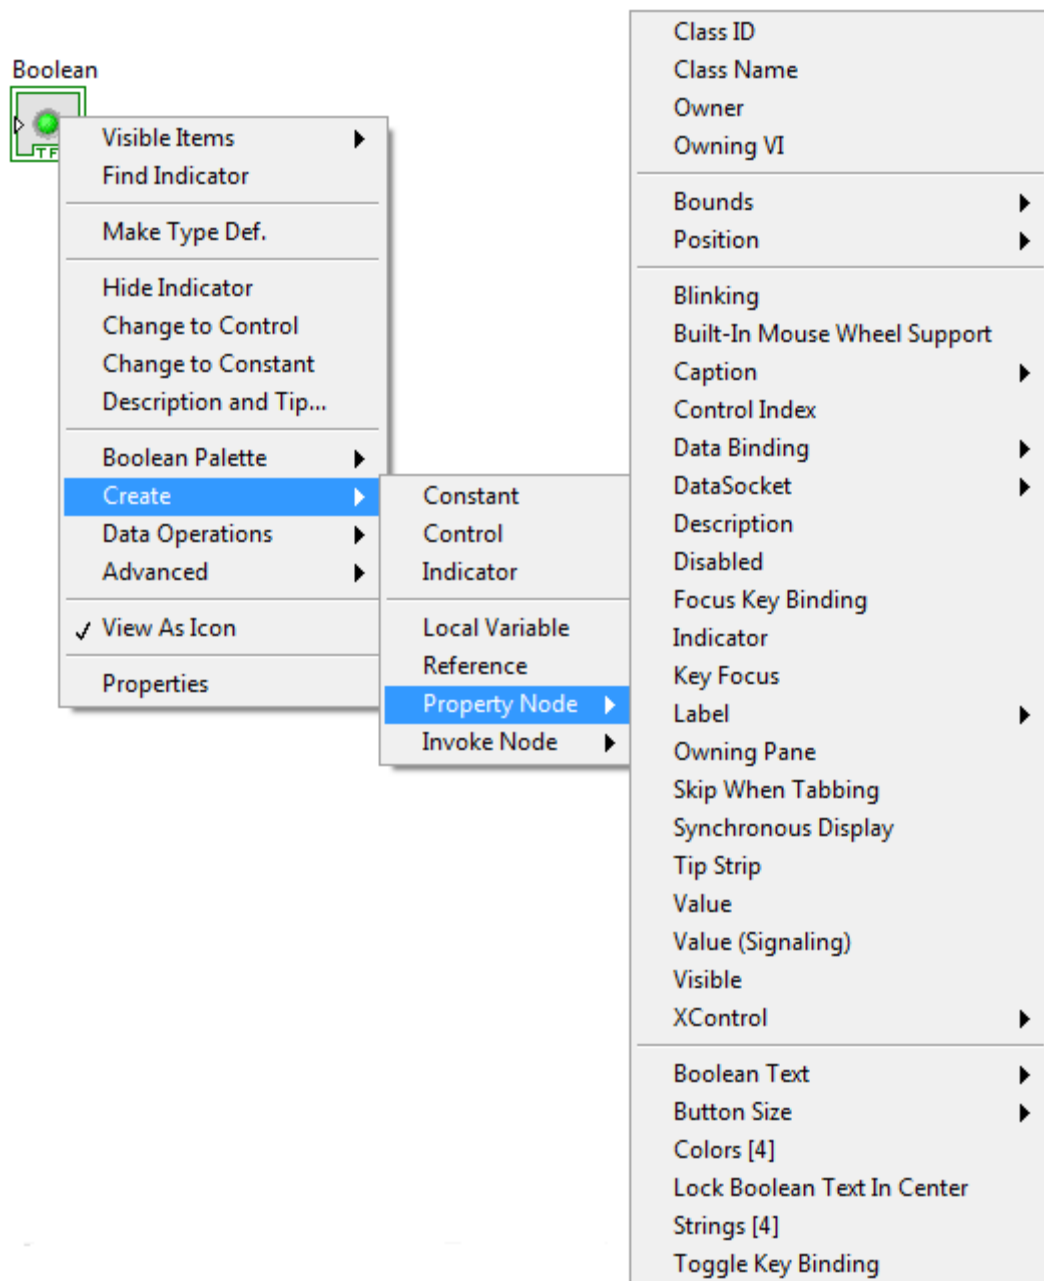 Boolean
TF
Visible Items
Find Indicator
Make Type Def.
Hide Indicator
Change to Control
Change to Constant
Description and Tip...
Boolean Palette
Create
Data Operations
Advanced
View As Icon
Properties
Constant
Control
Indicator
Local Variable
Reference
Property Node
Invoke Node
Class ID
Class Name
Owner
Owning VI
Bounds
Position
Blinking
Built-In Mouse Wheel Support
Caption
Control Index
Data Binding
DataSocket
Description
Disabled
Focus Key Binding
Indicator
Key Focus
Label
Owning Pane
Skip When Tabbing
Synchronous Display
Tip Strip
Value
Value (Signaling)
Visible
XControl
Boolean Text
Button Size
Colors [4]
Lock Boolean Text In Center
Strings [4]
Toggle Key Binding